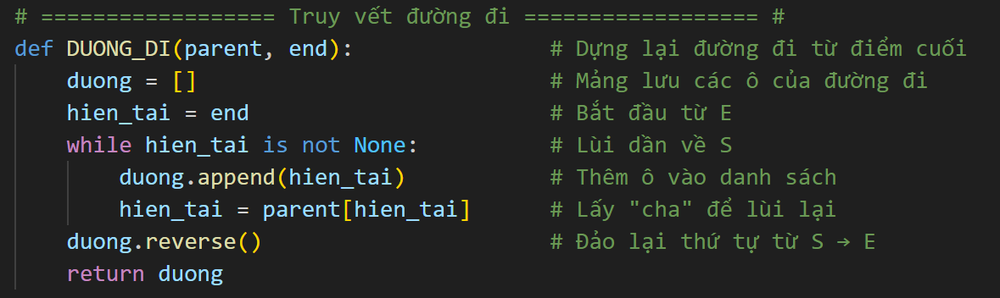 # ================== Truy vết đường đi ================== #
def DUONG_DI(parent, end):               # Dựng lại đường đi từ điểm cuối
    duong = []                           # Mảng lưu các ô của đường đi
    hien_tai = end                       # Bắt đầu từ E
    while hien_tai is not None:          # Lùi dần về S
        duong.append(hien_tai)           # Thêm ô vào danh sách
        hien_tai = parent[hien_tai]      # Lấy "cha" để lùi lại
    duong.reverse()                      # Đảo lại thứ tự từ S → E
    return duong